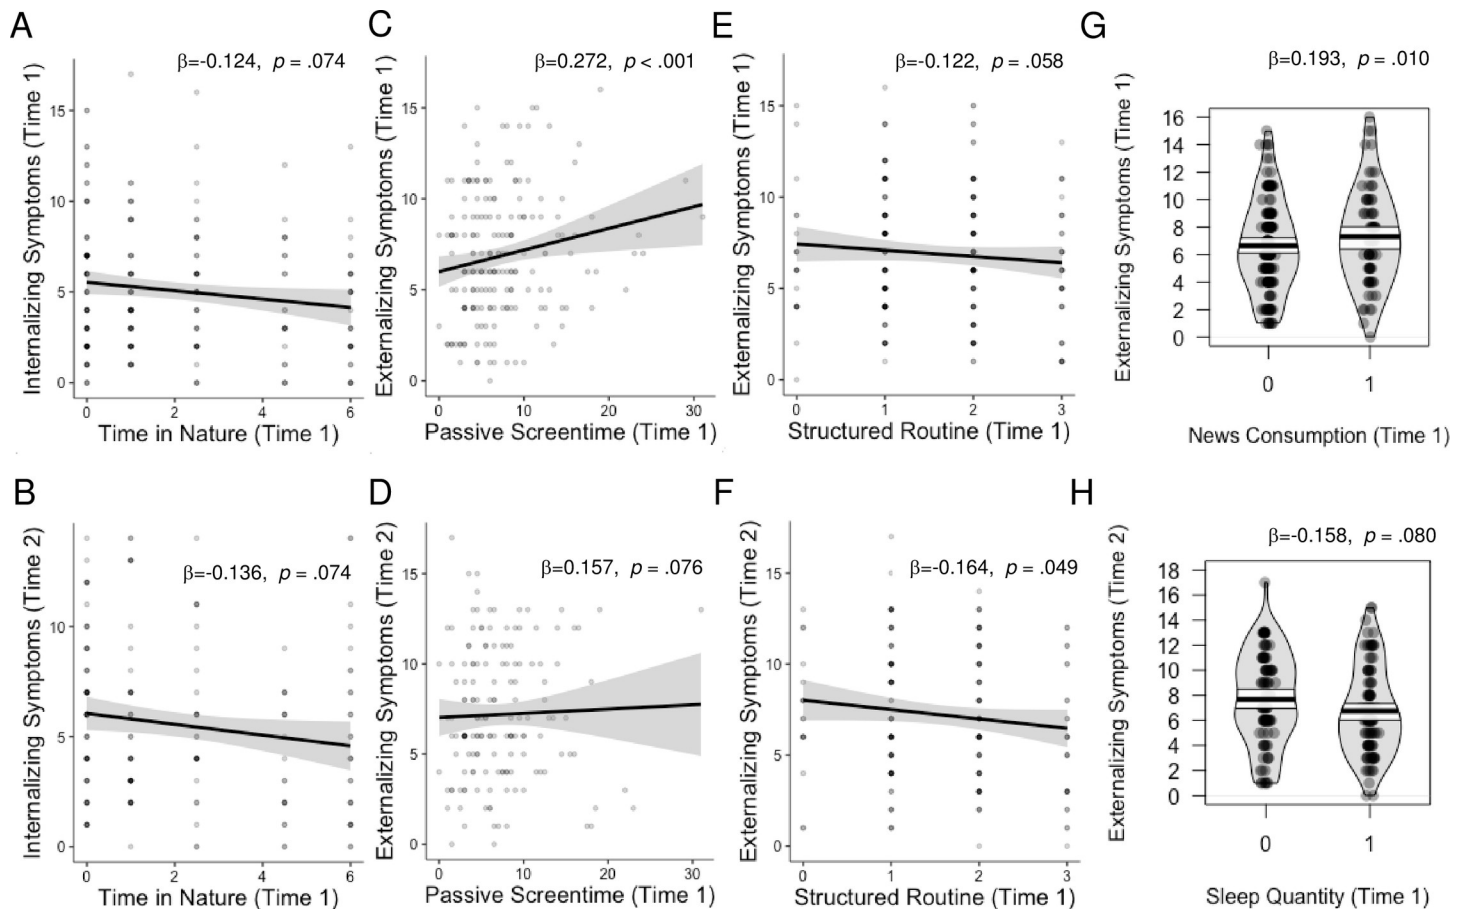 A
β=-0.124, p = .074
Internalizing Symptoms (Time 1)
15
10
5
0
0 2 4 6
Time in Nature (Time 1)
C
β=0.272, p < .001
Externalizing Symptoms (Time 1)
15
10
5
0
0 10 20 30
Passive Screentime (Time 1)
E
β=-0.122, p = .058
Externalizing Symptoms (Time 1)
15
10
5
0
0 1 2 3
Structured Routine (Time 1)
G
β=0.193, p = .010
Externalizing Symptoms (Time 1)
16
14
12
10
8
6
4
2
0
0 1
News Consumption (Time 1)
B
β=-0.136, p = .074
Internalizing Symptoms (Time 2)
10
5
0
0 2 4 6
Time in Nature (Time 1)
D
β=0.157, p = .076
Externalizing Symptoms (Time 2)
15
10
5
0
0 10 20 30
Passive Screentime (Time 1)
F
β=-0.164, p = .049
Externalizing Symptoms (Time 2)
15
10
5
0
0 1 2 3
Structured Routine (Time 1)
H
β=-0.158, p = .080
Externalizing Symptoms (Time 2)
18
16
14
12
10
8
6
4
2
0
0 1
Sleep Quantity (Time 1)